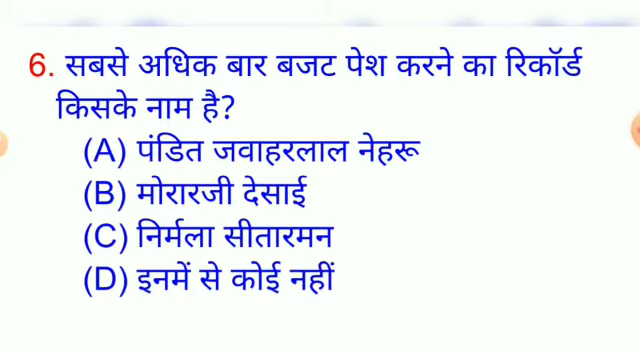 6. सबसे अधिक बार बजट पेश करने का रिकॉर्ड
किसके नाम है?
(A) पंडित जवाहरलाल नेहरू
(B) मोरारजी देसाई
(C) निर्मला सीतारमन
(D) इनमें से कोई नहीं